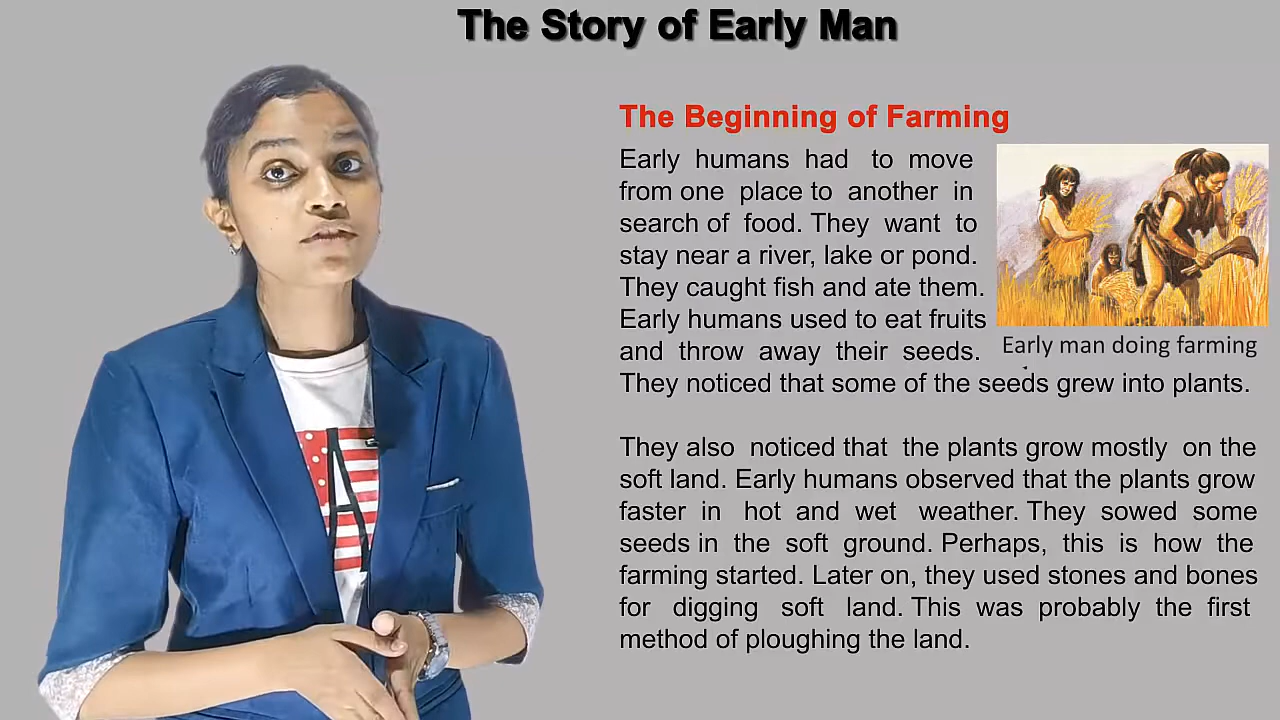 The Story of Early Man
The Beginning of Farming
Early humans had to move
from one place to another in
search of food. They want to
stay near a river, lake or pond.
They caught fish and ate them.
Early humans used to eat fruits
and throw away their seeds.
Early man doing farming
They noticed that some of the seeds grew into plants.
They also noticed that the plants grow mostly on the
soft land. Early humans observed that the plants grow
faster in hot and wet weather. They sowed some
seeds in the soft ground. Perhaps, this is how the
farming started. Later on, they used stones and bones
for digging soft land. This was probably the first
method of ploughing the land.
A